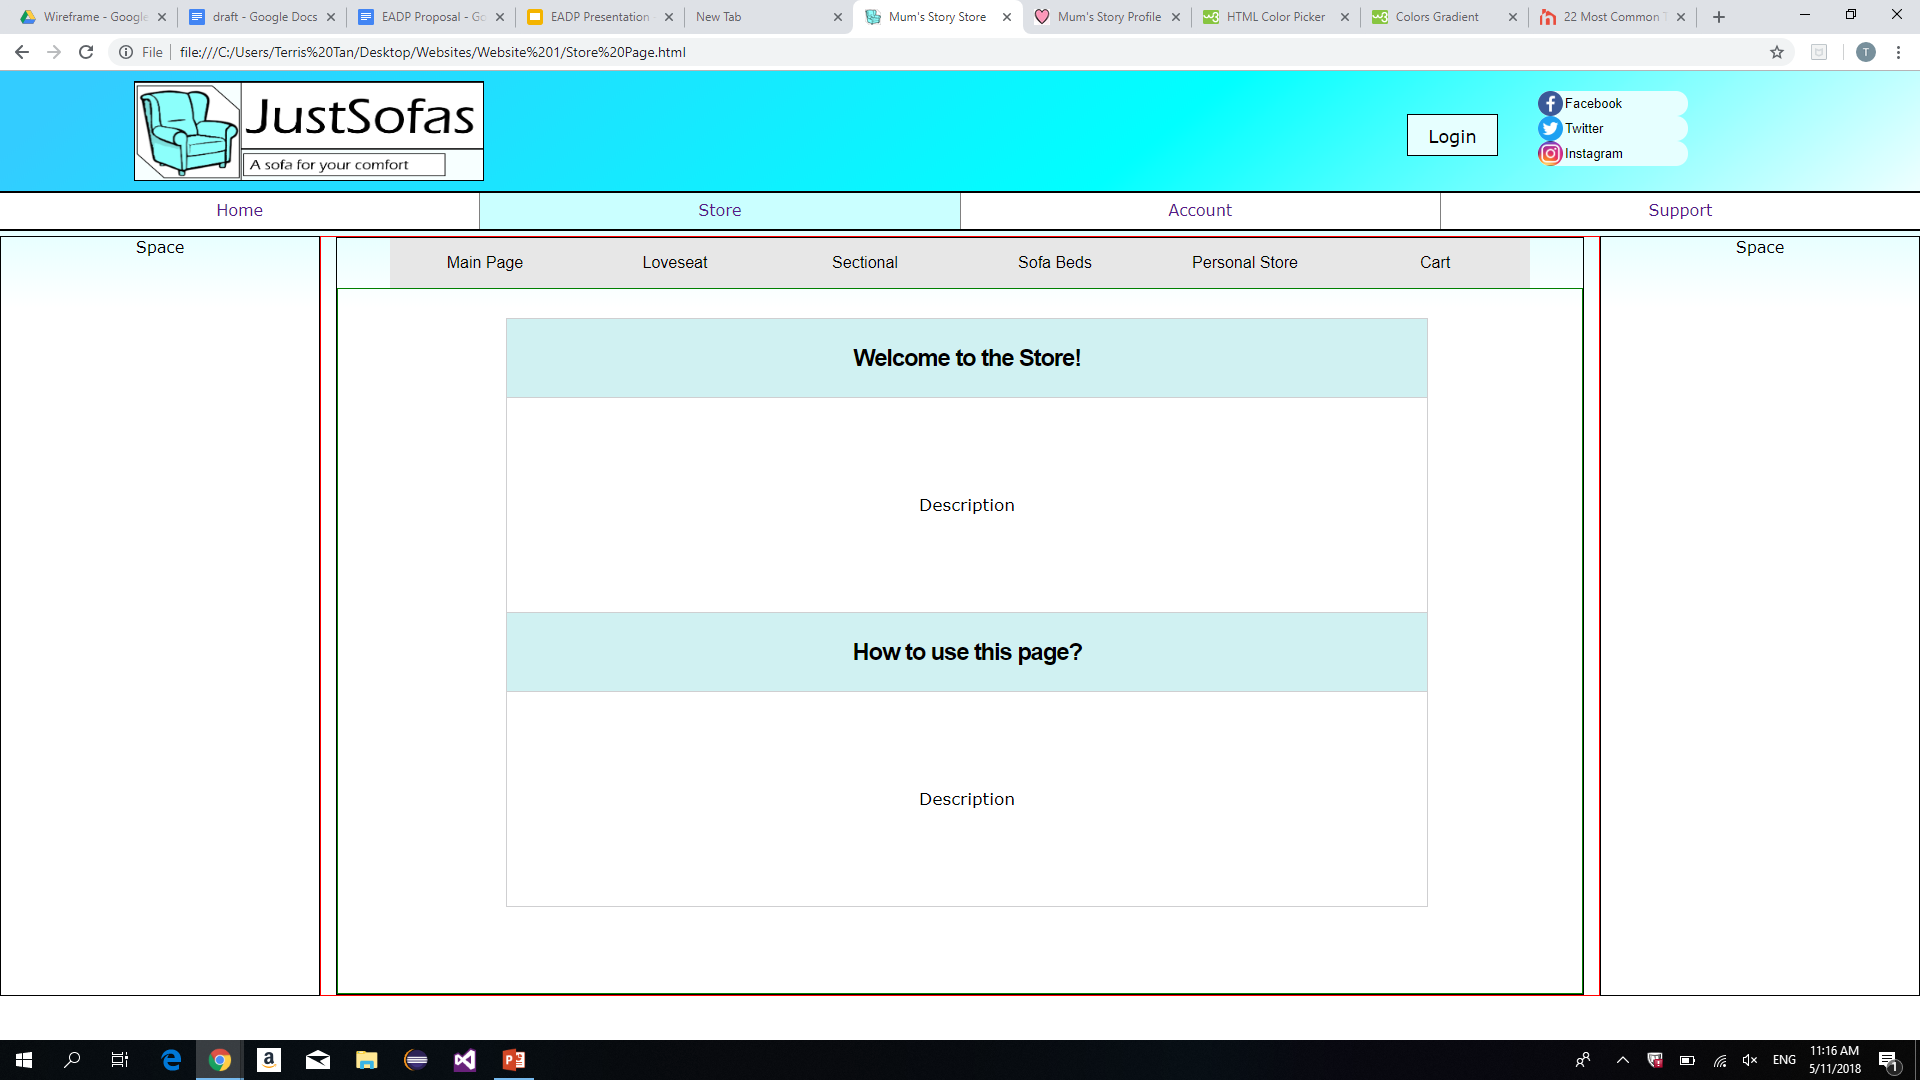 Wireframe - Google
draft - Google Docs
EADP Proposal - Go
EADP Presentation
New Tab
Mum's Story Store
Mum's Story Profile
HTML Color Picker
Colors Gradient
22 Most Common T
File
file:///C:/Users/Terris%20Tan/Desktop/Websites/Website%201/Store%20Page.html
T
JustSofas
A sofa for your comfort
Login
Facebook
Twitter
Instagram
Home
Store
Account
Support
Space
Main Page
Loveseat
Sectional
Sofa Beds
Personal Store
Cart
Space
Welcome to the Store!
Description
How to use this page?
Description
ENG
11:16 AM
5/11/2018
1